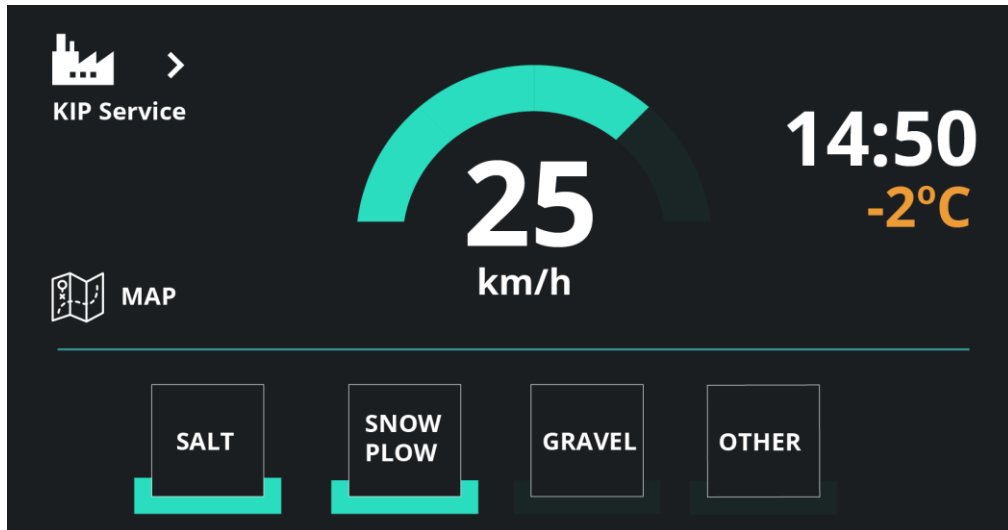 KIP Service
25
km/h
14:50
-2ºC
MAP
SALT
SNOW
PLOW
GRAVEL
OTHER